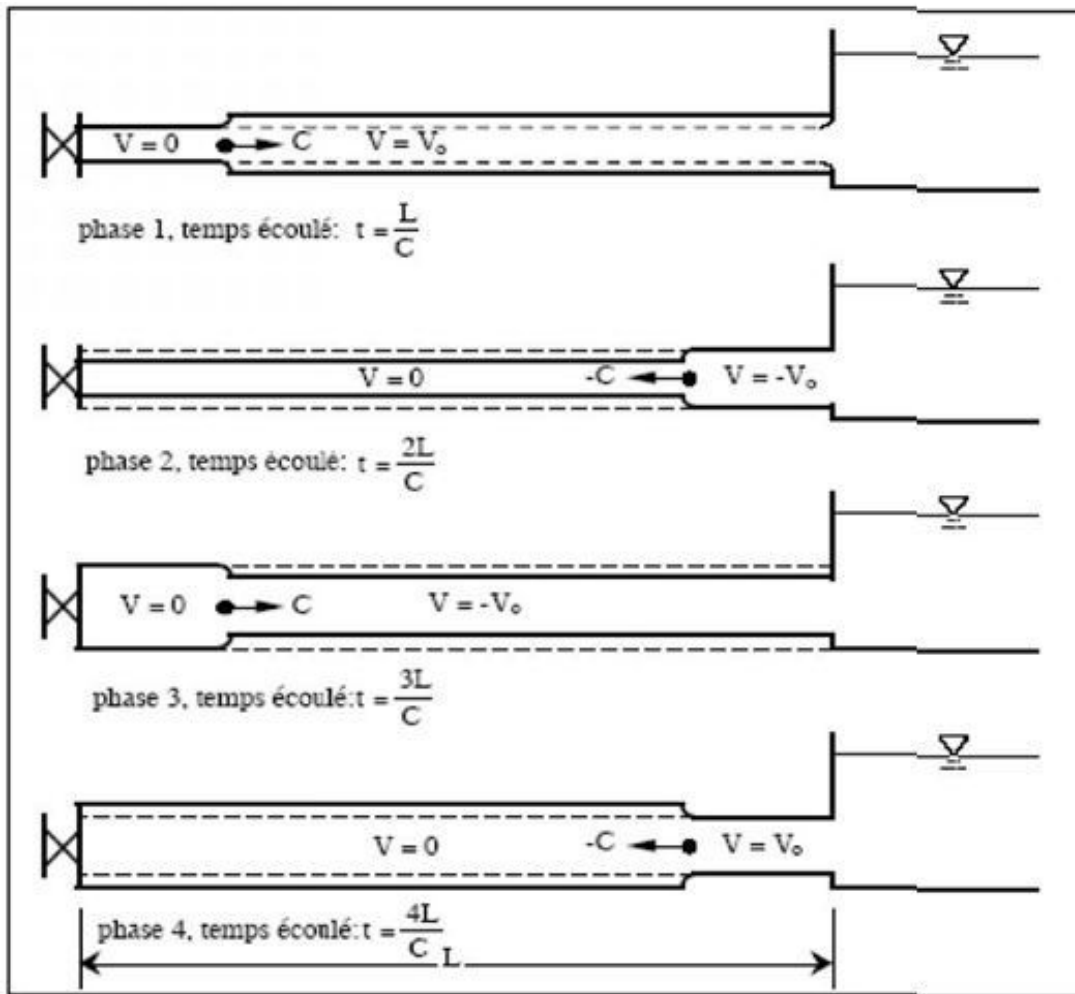 V = 0 C V = V₀
phase 1, temps écoulé: t = L/C
V = 0 -C V = -V₀
phase 2, temps écoulé: t = 2L/C
V = 0 C V = -V₀
phase 3, temps écoulé: t = 3L/C
V = 0 -C V = V₀
phase 4, temps écoulé: t = 4L/C
L